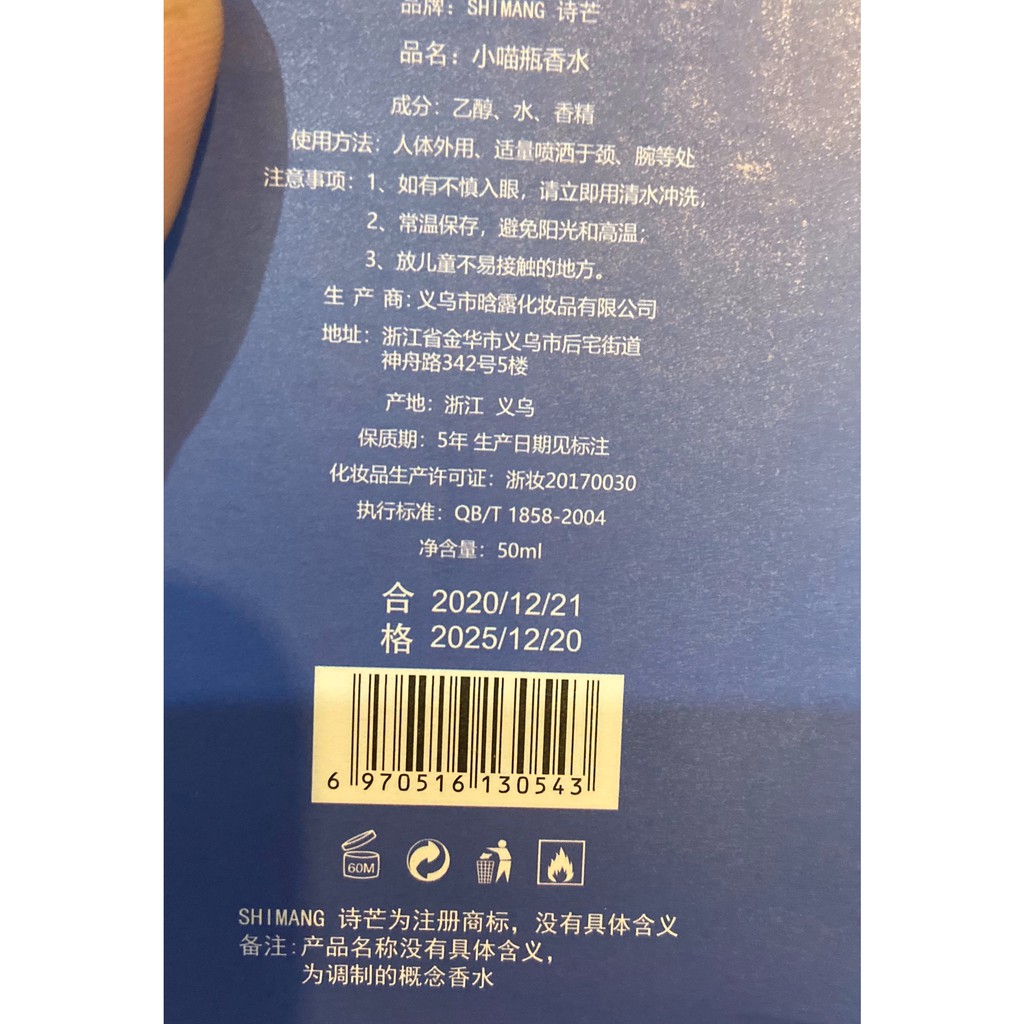 品牌：SHIMANG 诗芒
品名：小喵瓶香水
成分：乙醇、水、香精
使用方法：人体外用、适量喷洒于颈、腕等处
注意事项：1、如有不慎入眼，请立即用清水冲洗；
2、常温保存，避免阳光和高温；
3、放儿童不易接触的地方。
生 产 商：义乌市晗露化妆品有限公司
地址：浙江省金华市义乌市后宅街道
神舟路342号5楼
产地：浙江 义乌
保质期：5年 生产日期见标注
化妆品生产许可证：浙妆20170030
执行标准：QB/T 1858-2004
净含量：50ml
合 2020/12/21
格 2025/12/20
6 970516 130543
60M
SHIMANG 诗芒为注册商标，没有具体含义
备注:产品名称没有具体含义，
为调制的概念香水